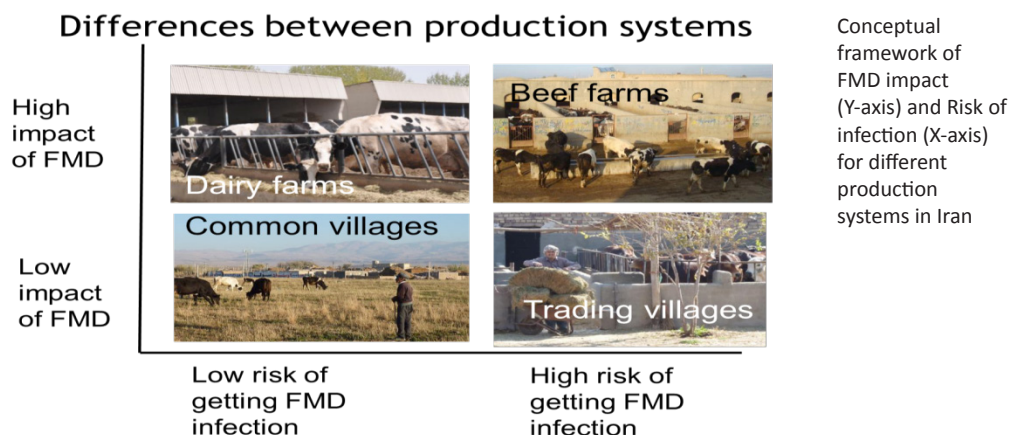 Differences between production systems
Conceptual
framework of
FMD impact
(Y-axis) and Risk of
infection (X-axis)
for different
production
systems in Iran
High
impact
of FMD
Dairy farms
Beef farms
Low
impact
of FMD
Common villages
Trading villages
Low risk of
getting FMD
infection
High risk of
getting FMD
infection